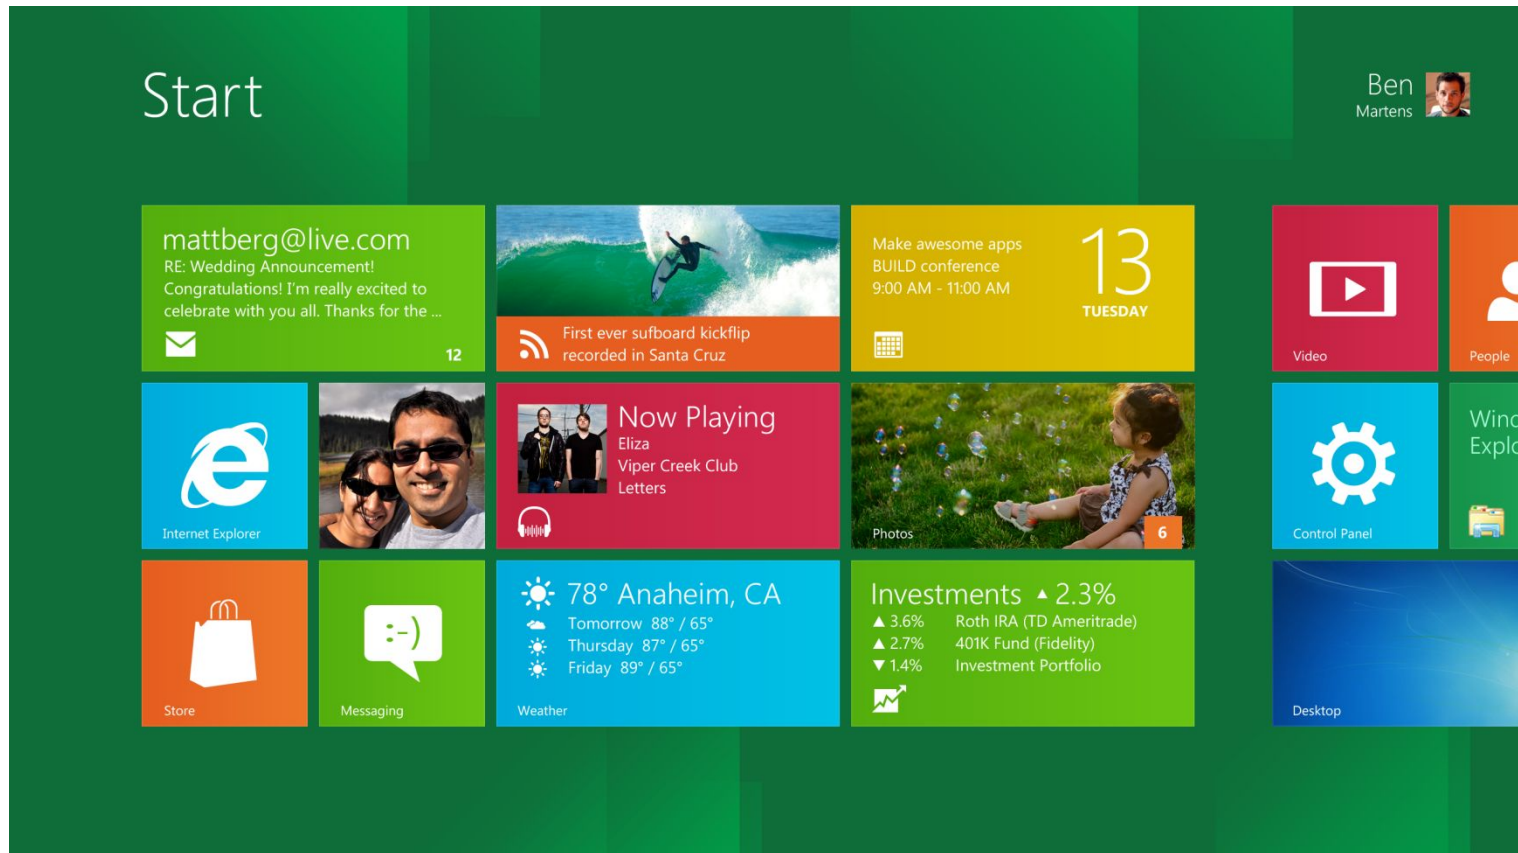 Start
Ben
Martens
mattberg@live.com
RE: Wedding Announcement!
Congratulations! I'm really excited to
celebrate with you all. Thanks for the ...
12
First ever sufboard kickflip
recorded in Santa Cruz
Make awesome apps
BUILD conference
9:00 AM - 11:00 AM
13
TUESDAY
Video
People
Internet Explorer
Now Playing
Eliza
Viper Creek Club
Letters
Photos
6
Control Panel
Wind
Explo
Store
:-)
Messaging
78° Anaheim, CA
Tomorrow 88° / 65°
Thursday 87° / 65°
Friday 89° / 65°
Weather
Investments ▲ 2.3%
▲ 3.6% Roth IRA (TD Ameritrade)
▲ 2.7% 401K Fund (Fidelity)
▼ 1.4% Investment Portfolio
Desktop